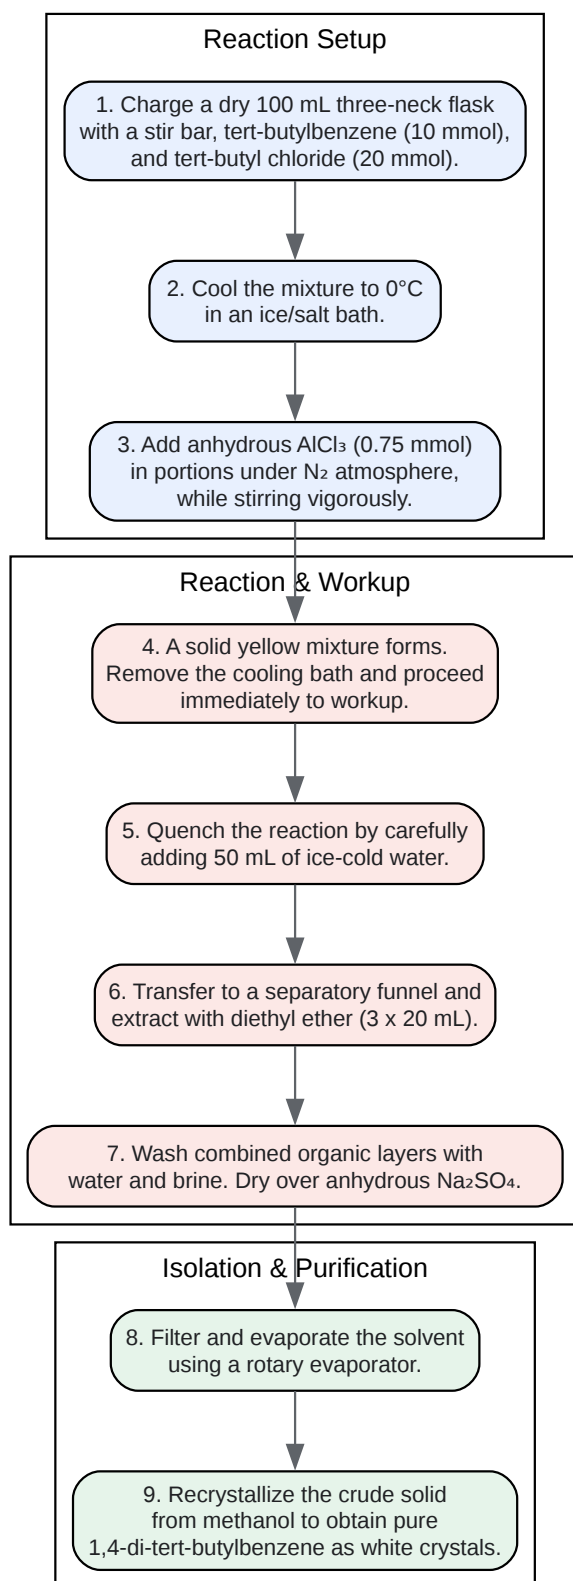 Reaction Setup
1. Charge a dry 100 mL three-neck flask
with a stir bar, tert-butylbenzene (10 mmol),
and tert-butyl chloride (20 mmol).
2. Cool the mixture to 0°C
in an ice/salt bath.
3. Add anhydrous AlCl₃ (0.75 mmol)
in portions under N₂ atmosphere,
while stirring vigorously.
Reaction & Workup
4. A solid yellow mixture forms.
Remove the cooling bath and proceed
immediately to workup.
5. Quench the reaction by carefully
adding 50 mL of ice-cold water.
6. Transfer to a separatory funnel and
extract with diethyl ether (3 x 20 mL).
7. Wash combined organic layers with
water and brine. Dry over anhydrous Na₂SO₄.
Isolation & Purification
8. Filter and evaporate the solvent
using a rotary evaporator.
9. Recrystallize the crude solid
from methanol to obtain pure
1,4-di-tert-butylbenzene as white crystals.